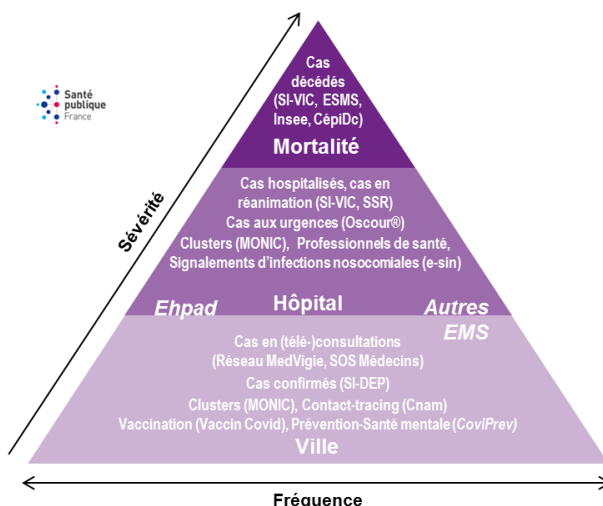 Santé
publique
France
Sévérité
Cas
décédés
(SI-VIC, ESMS,
Insee, CépiDc)
Mortalité
Cas hospitalisés, cas en
réanimation (SI-VIC, SSR)
Cas aux urgences (Oscour®)
Clusters (MONIC), Professionnels de santé,
Signalements d'infections nosocomiales (e-sin)
Ehpad
Hôpital
Autres
EMS
Cas en (télé-)consultations
(Réseau MedVigie, SOS Médecins)
Cas confirmés (SI-DEP)
Clusters (MONIC), Contact-tracing (Cnam)
Vaccination (Vaccin Covid), Prévention-Santé mentale (CoviPrev)
Ville
Fréquence